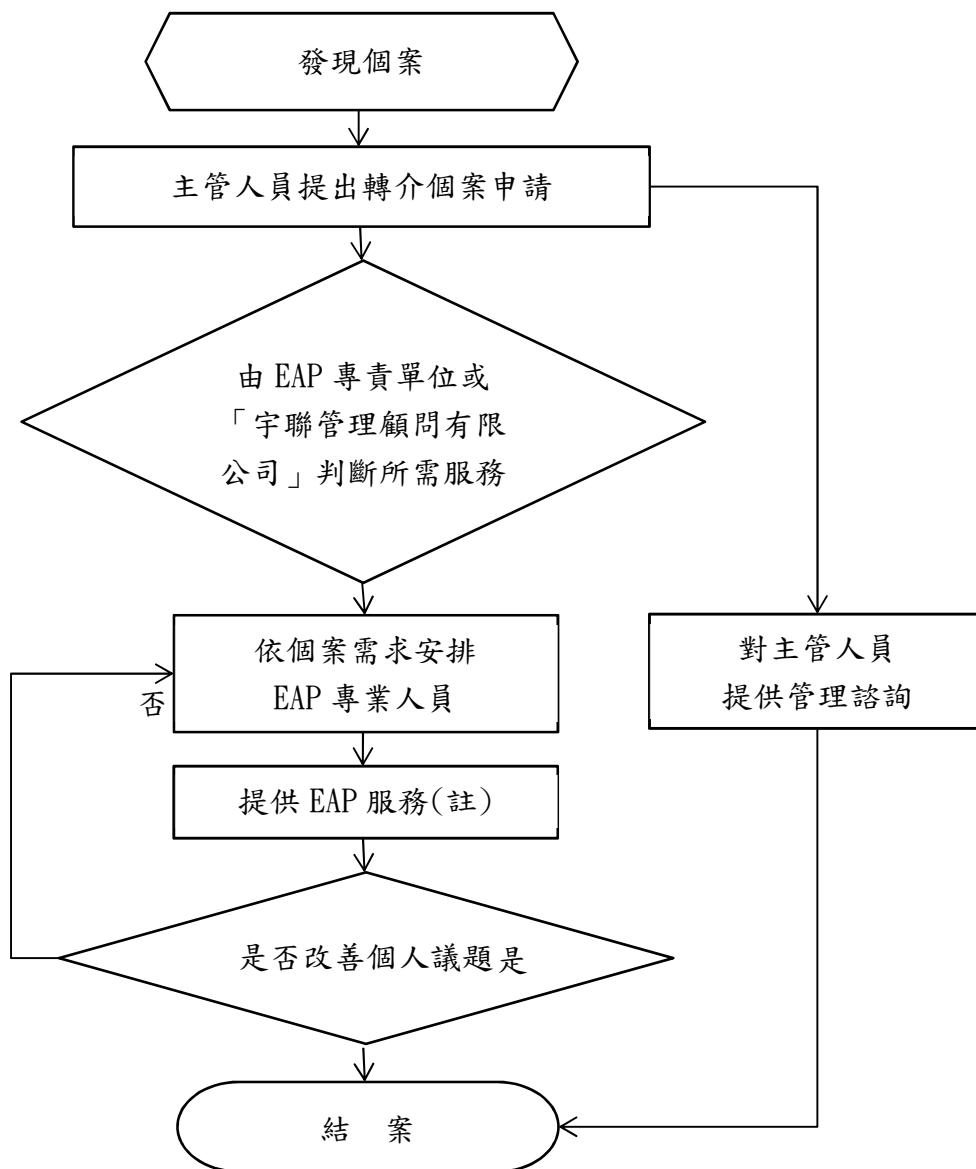 發現個案
主管人員提出轉介個案申請
由 EAP 專責單位或
「宇聯管理顧問有限
公司」判斷所需服務
依個案需求安排
EAP 專業人員
否
對主管人員
提供管理諮詢
提供 EAP 服務(註)
是否改善個人議題是
結 案